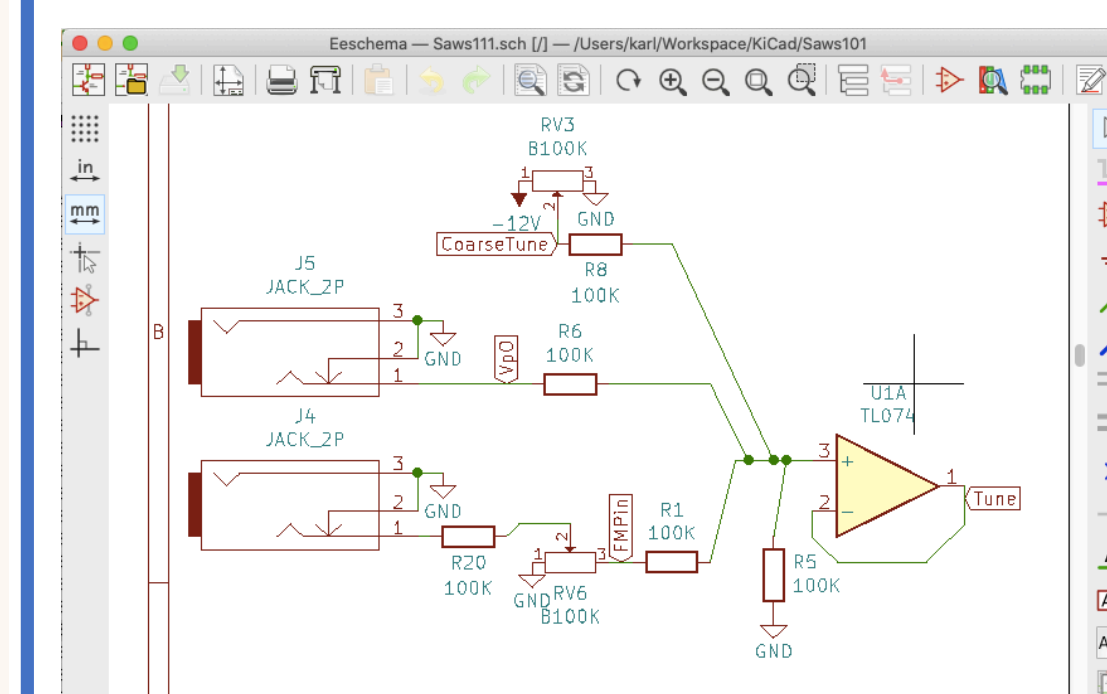 Eeschema — Saws111.sch [/] — /Users/karl/Workspace/KiCad/Saws101
in
mm
B
RV3
B100K
1
3
2
-12V
GND
CoarseTune
R8
100K
J5
JACK_2P
3
2
1
GND
VpO
R6
100K
J4
JACK_2P
3
2
1
GND
R20
100K
2
1
3
GND
RV6
B100K
FMPin
R1
100K
R5
100K
GND
U1A
TL074
3
+
2
-
1
Tune